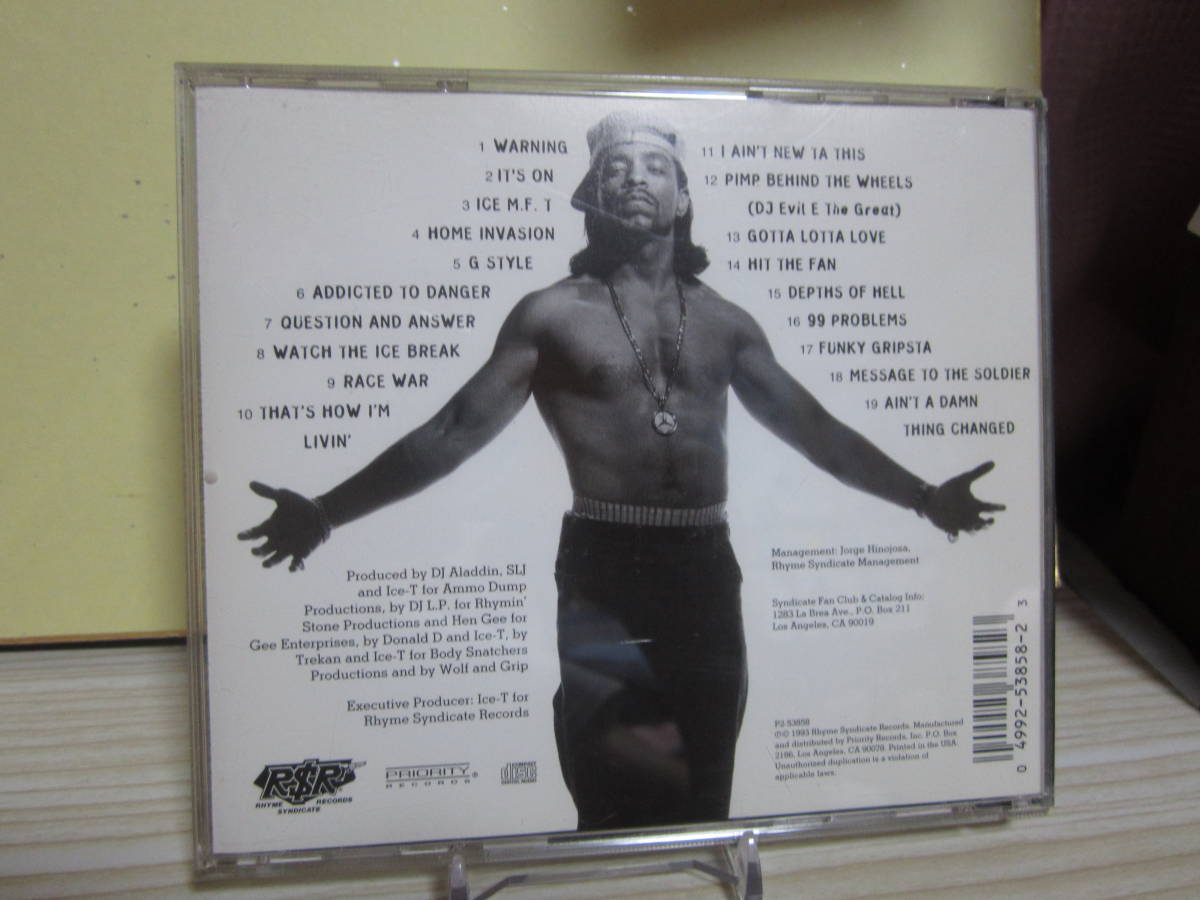 1 WARNING
2 IT'S ON
3 ICE M.F. T
4 HOME INVASION
5 G STYLE
6 ADDICTED TO DANGER
7 QUESTION AND ANSWER
8 WATCH THE ICE BREAK
9 RACE WAR
10 THAT'S HOW I'M
LIVIN'
11 I AIN'T NEW TA THIS
12 PIMP BEHIND THE WHEELS
(DJ Evil E The Great)
13 GOTTA LOTTA LOVE
14 HIT THE FAN
15 DEPTHS OF HELL
16 99 PROBLEMS
17 FUNKY GRIPSTA
18 MESSAGE TO THE SOLDIER
19 AIN'T A DAMN
THING CHANGED
Produced by DJ Aladdin, SLJ
and Ice-T for Ammo Dump
Productions, by DJ L.P. for Rhymin'
Stone Productions and Hen Gee for
Gee Enterprises, by Donald D and Ice-T, by
Trekan and Ice-T for Body Snatchers
Productions and by Wolf and Grip
Executive Producer: Ice-T for
Rhyme Syndicate Records
Management: Jorge Hinojosa,
Rhyme Syndicate Management
Syndicate Fan Club & Catalog Info:
1283 La Brea Ave., P.O. Box 211
Los Angeles, CA 90019
P2-53858
℗© 1993 Rhyme Syndicate Records. Manufactured
and distributed by Priority Records, Inc. P.O. Box
2186, Los Angeles, CA 90078. Printed in the USA.
Unauthorized duplication is a violation of
applicable laws.
R$R
RHYME SYNDICATE RECORDS
PRIORITY®
RECORDS
COMPACT
disc
DIGITAL AUDIO
0 4992-53858-2 3